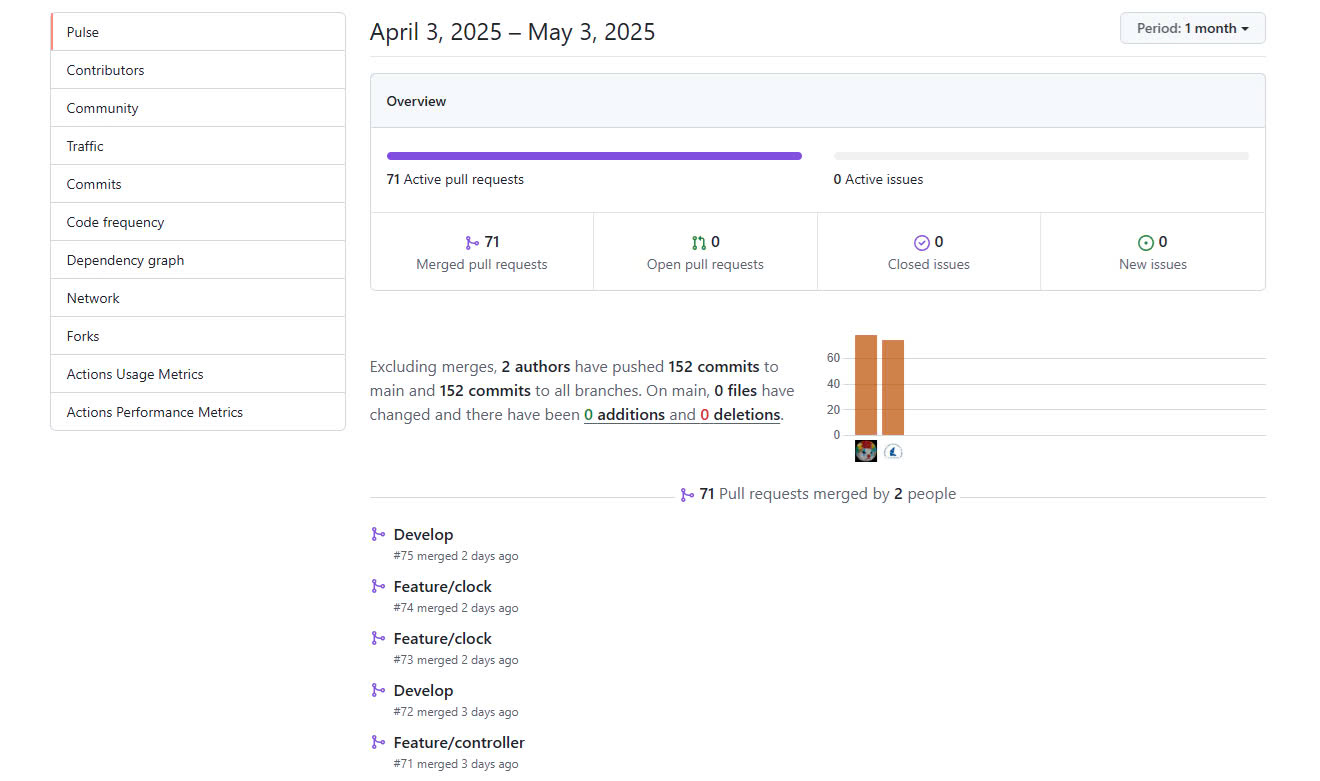 Pulse
Contributors
Community
Traffic
Commits
Code frequency
Dependency graph
Network
Forks
Actions Usage Metrics
Actions Performance Metrics
April 3, 2025 – May 3, 2025
Period: 1 month
Overview
71 Active pull requests
0 Active issues
71
Merged pull requests
0
Open pull requests
0
Closed issues
0
New issues
Excluding merges, 2 authors have pushed 152 commits to
main and 152 commits to all branches. On main, 0 files have
changed and there have been 0 additions and 0 deletions.
60
40
20
0
71 Pull requests merged by 2 people
Develop
#75 merged 2 days ago
Feature/clock
#74 merged 2 days ago
Feature/clock
#73 merged 2 days ago
Develop
#72 merged 3 days ago
Feature/controller
#71 merged 3 days ago